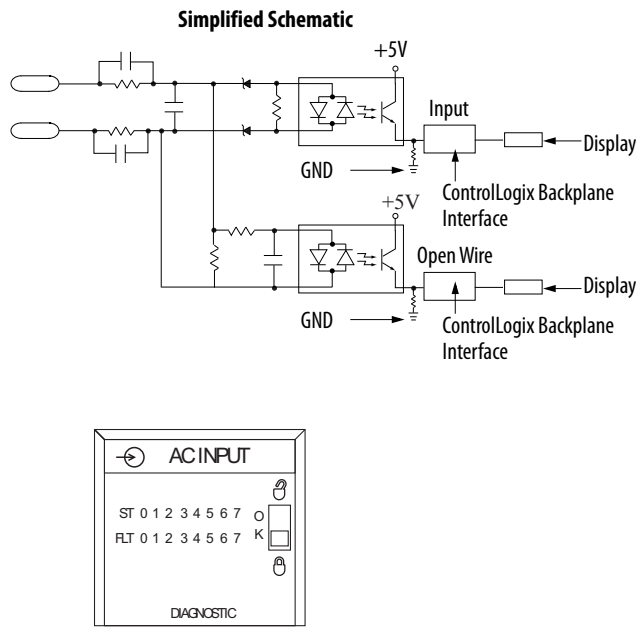 Simplified Schematic
+5V
Input
Display
GND
ControlLogix Backplane
Interface
+5V
Open Wire
Display
GND
ControlLogix Backplane
Interface
AC INPUT
ST 0 1 2 3 4 5 6 7 O
FLT 0 1 2 3 4 5 6 7 K
DIAGNOSTIC